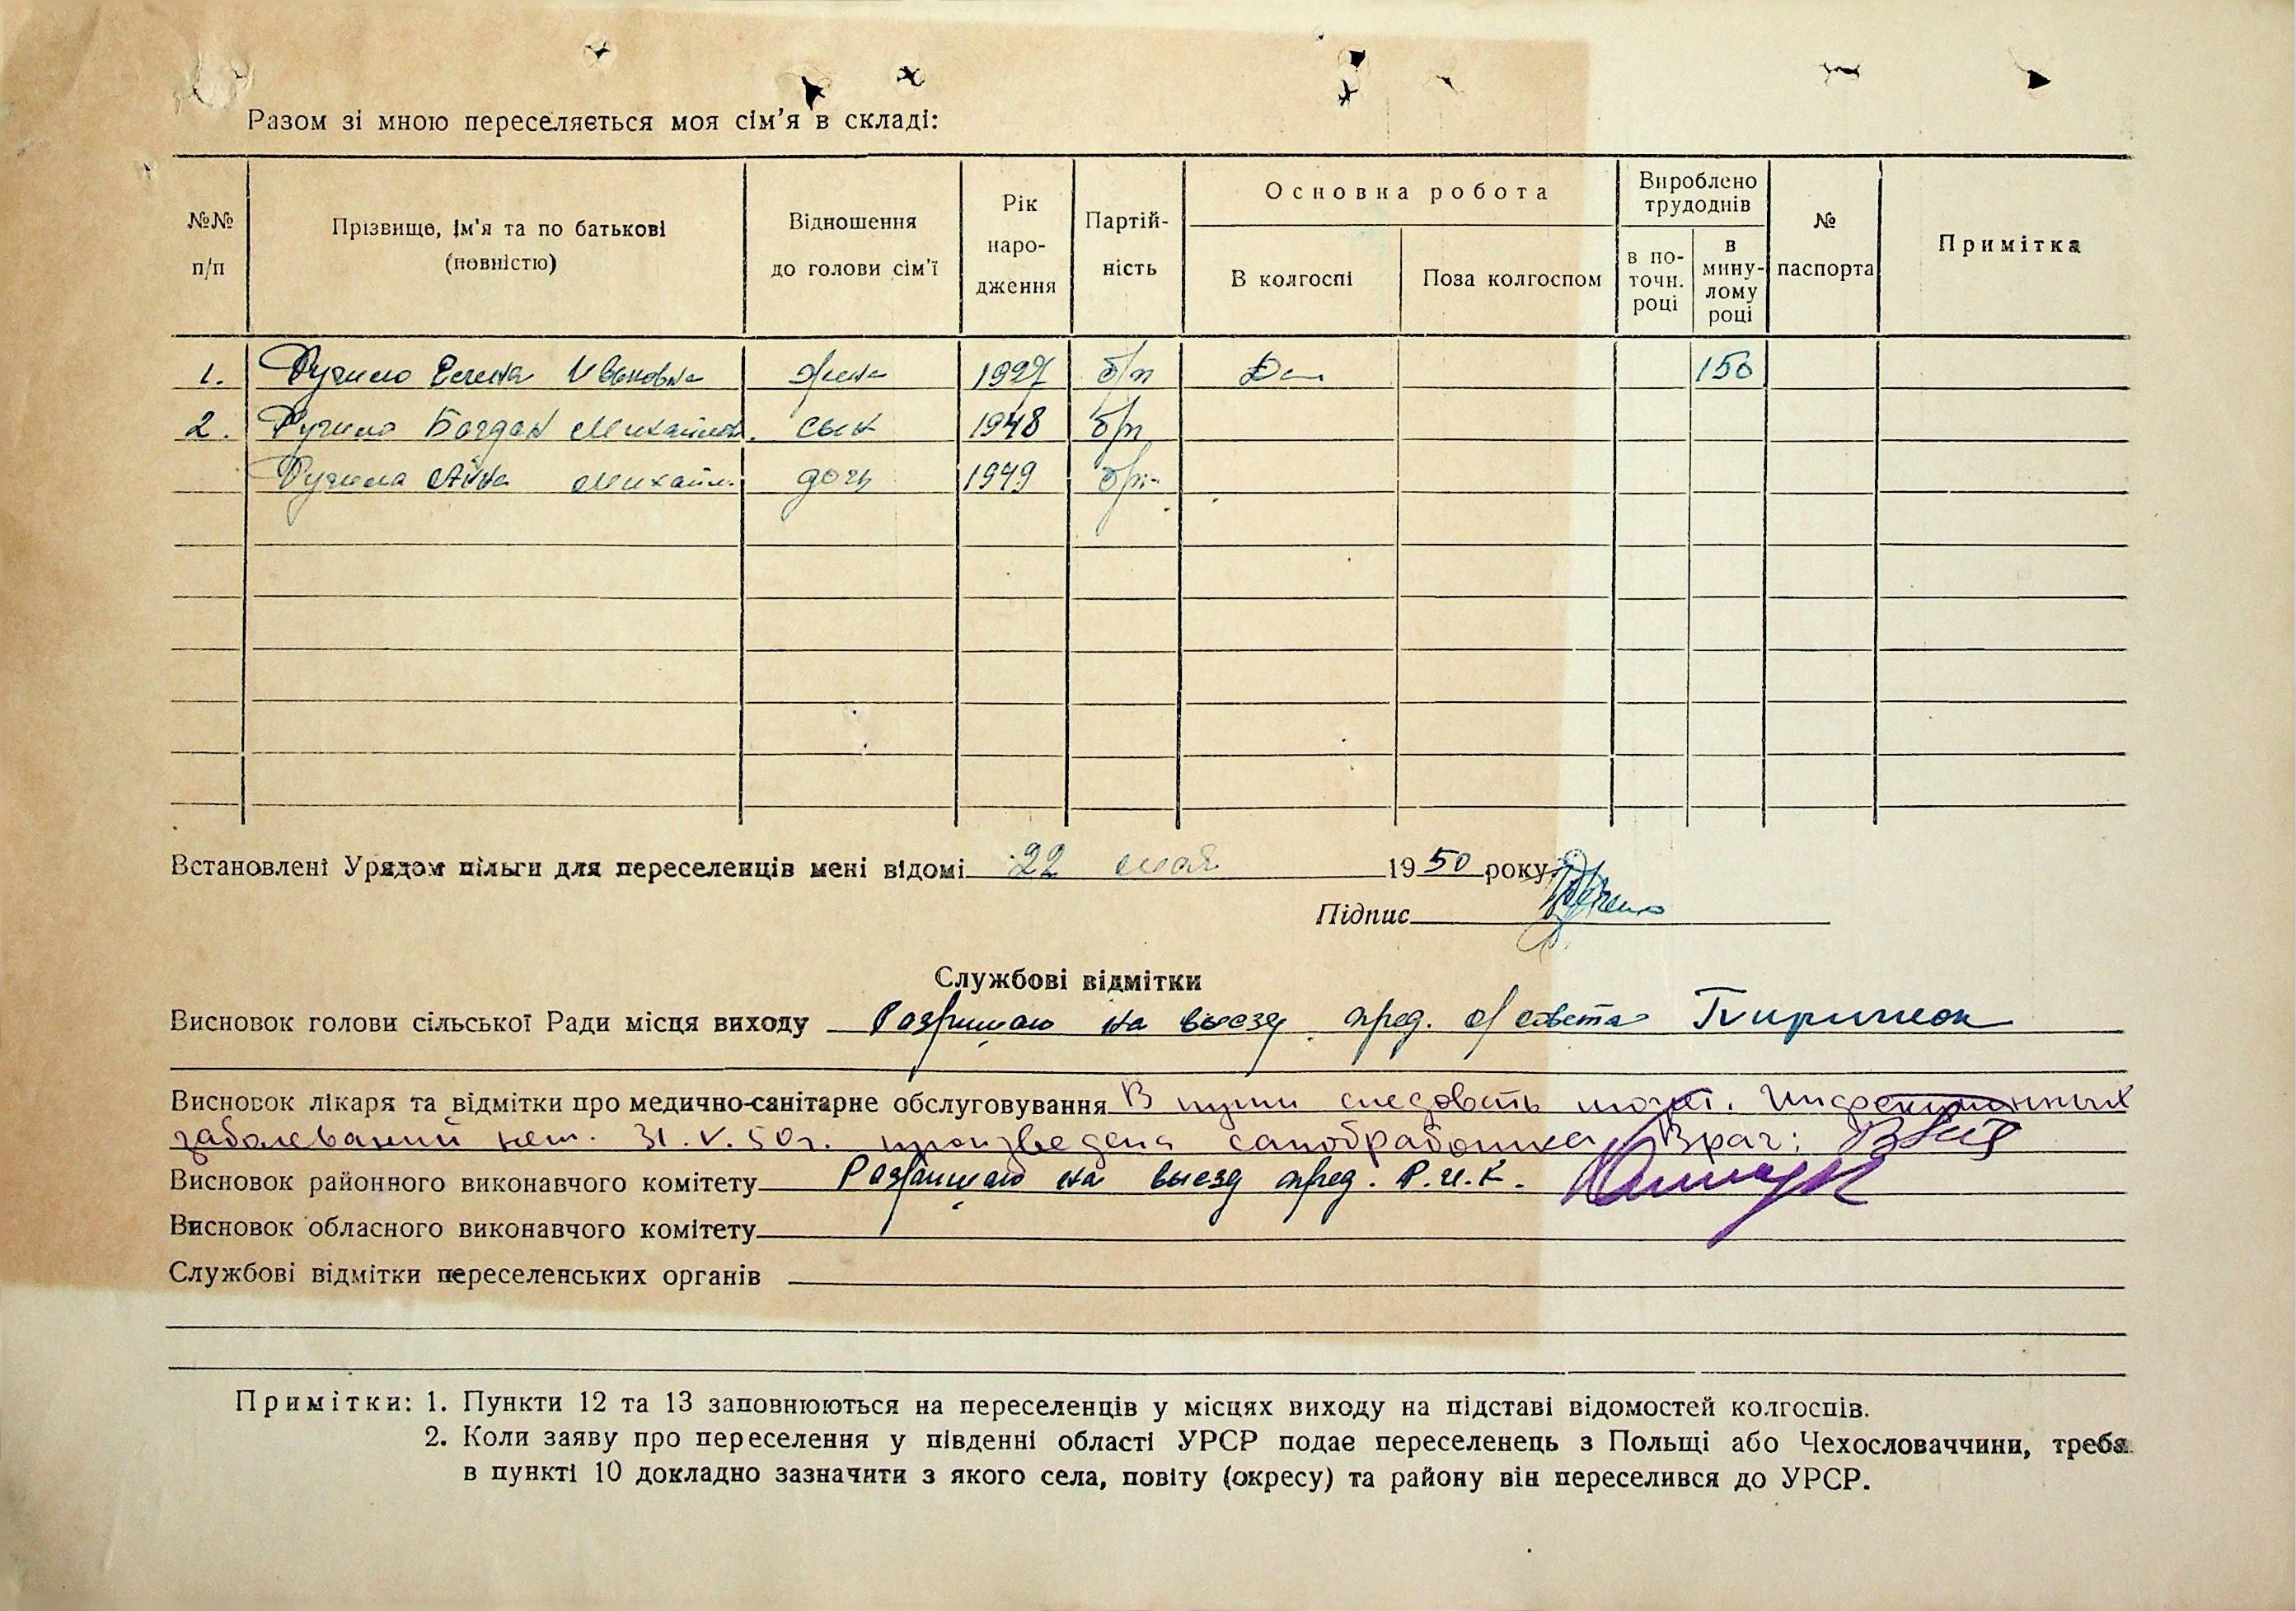 Разом зі мною переселяється моя сім'я в складі:
№№ п/п
Прізвище, ім'я та по батькові (повністю)
Відношення до голови сім'ї
Рік народження
Партійність
Основна робота
В колгоспі
Поза колгоспом
Вироблено трудоднів
в поточн. році
в минулому році
№ паспорта
Примітка
1. Елена Ивановна жена 1927 б/п Да 150
2. Богдан Михайлов. сын 1948 б/п
Анна Михайл. дочь 1949 б/п
Встановлені Урядом пільги для переселенців мені відомі 22 мая 1950 року
Підпис
Службові відмітки
Висновок голови сільської Ради місця виходу Разришаю на выезд пред. с/совета
Висновок лікаря та відмітки про медично-санітарне обслуговування В пути следовать может. Инфекционных
заболеваний нет. 31.V.50г. произведена санобработка Врач:
Висновок районного виконавчого комітету Разришаю на выезд пред. Р.И.К.
Висновок обласного виконавчого комітету
Службові відмітки переселенських органів
Примітки: 1. Пункти 12 та 13 заповнюються на переселенців у місцях виходу на підставі відомостей колгоспів.
2. Коли заяву про переселення у південні області УРСР подає переселенець з Польщі або Чехословаччини, треба
в пункті 10 докладно зазначити з якого села, повіту (окресу) та району він переселився до УРСР.